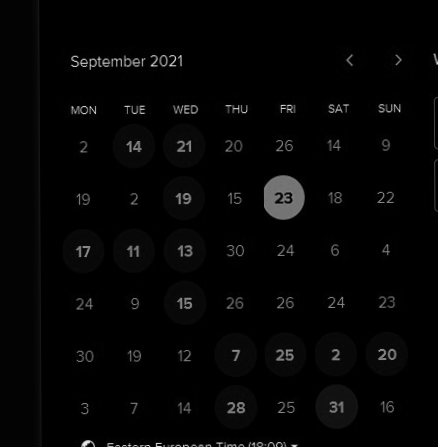 September 2021
MON TUE WED THU FRI SAT SUN
2 14 21 20 26 14 9
19 2 19 15 23 18 22
17 11 13 30 24 6 4
24 9 15 26 26 24 23
30 19 12 7 25 2 20
3 7 14 28 25 31 16
Eastern European Time (18:09)